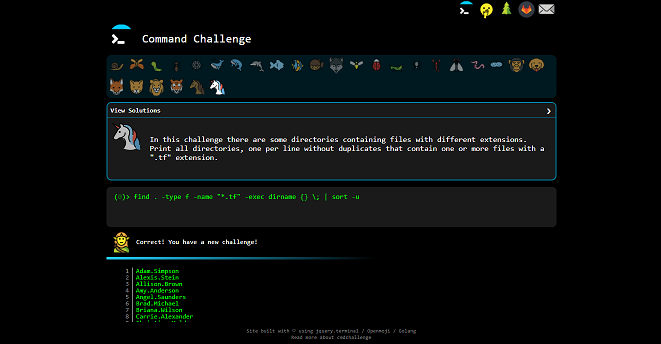 Command Challenge
View Solutions
In this challenge there are some directories containing files with different extensions.
Print all directories, one per line without duplicates that contain one or more files with a
".tf" extension.
(☺)> find . -type f -name "*.tf" -exec dirname {} \; | sort -u
Correct! You have a new challenge!
1 Adam.Simpson
2 Alexis.Stein
3 Allison.Brown
4 Amy.Anderson
5 Angel.Saunders
6 Brad.Michael
7 Briana.Wilson
8 Carrie.Alexander
Site built with ♡ using jquery.terminal / Openmoji / Golang
Read more about cmdchallenge